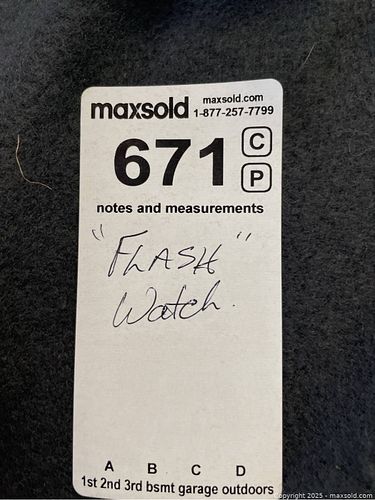 maxsold maxsold.com
1-877-257-7799
671 C
P
notes and measurements
"FLASH"
Watch.
A B C D
1st 2nd 3rd bsmt garage outdoors
copyright 2025 - maxsold.com